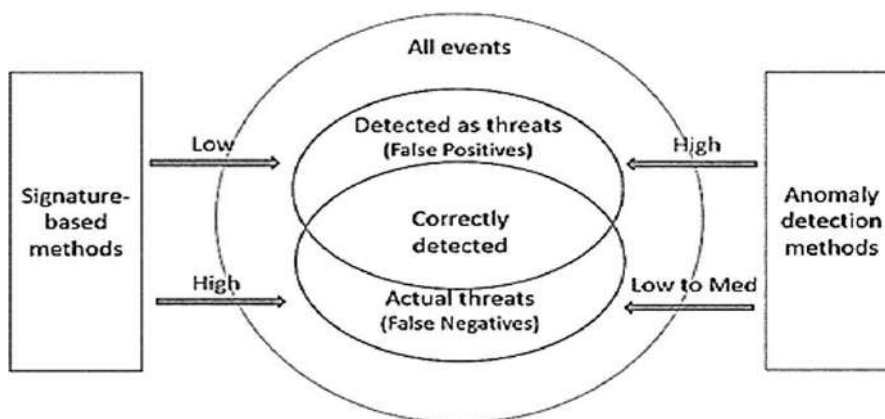 All events
Detected as threats
(False Positives)
Low
High
Signature-
based
methods
Correctly
detected
Anomaly
detection
methods
High
Low to Med
Actual threats
(False Negatives)